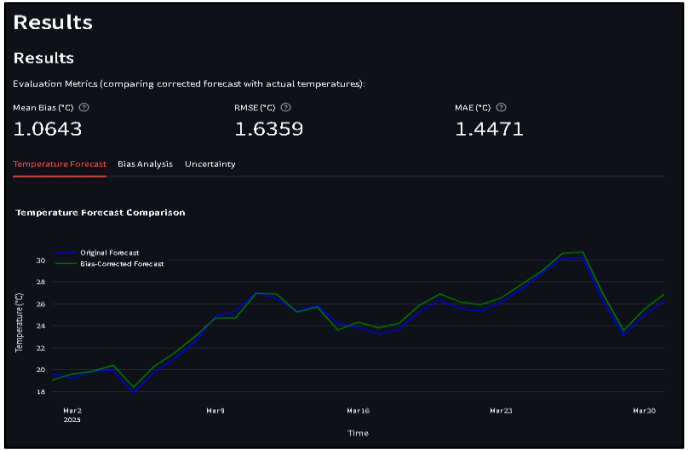 Results
Results
Evaluation Metrics (comparing corrected forecast with actual temperatures):
Mean Bias (°C) RMSE (°C) MAE (°C)
1.0643 1.6359 1.4471
Temperature Forecast Bias Analysis Uncertainty
Temperature Forecast Comparison
Original Forecast
Bias-Corrected Forecast
30
28
26
24
22
20
18
Temperature (°C)
Mar 2 Mar 9 Mar 16 Mar 23 Mar 30
2025
Time